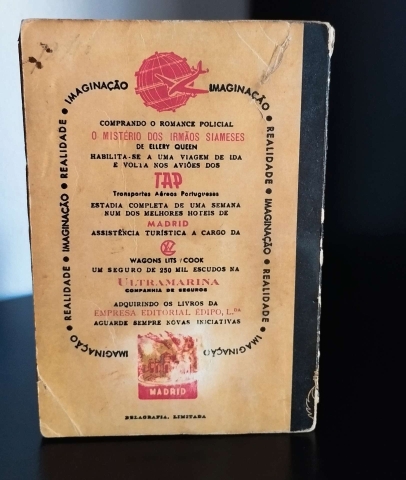 IMAGINAÇÃO • REALIDADE • IMAGINAÇÃO • REALIDADE • IMAGINAÇÃO
IMAGINAÇÃO • REALIDADE • IMAGINAÇÃO • REALIDADE • IMAGINAÇÃO
COMPRANDO O ROMANCE POLICIAL
O MISTÉRIO DOS IRMÃOS SIAMESES
DE ELLERY QUEEN
HABILITA-SE A UMA VIAGEM DE IDA
E VOLTA NOS AVIÕES DOS
TAP
Transportes Aéreos Portugueses
ESTADIA COMPLETA DE UMA SEMANA
NUM DOS MELHORES HOTEIS DE
MADRID
ASSISTÊNCIA TURÍSTICA A CARGO DA
WL
WAGONS LITS / COOK
UM SEGURO DE 250 MIL ESCUDOS NA
ULTRAMARINA
COMPANHIA DE SEGUROS
ADQUIRINDO OS LIVROS DA
EMPRESA EDITORIAL ÉDIPO, L.DA
AGUARDE SEMPRE NOVAS INICIATIVAS
MADRID
BELAGRAFIA, LIMITADA